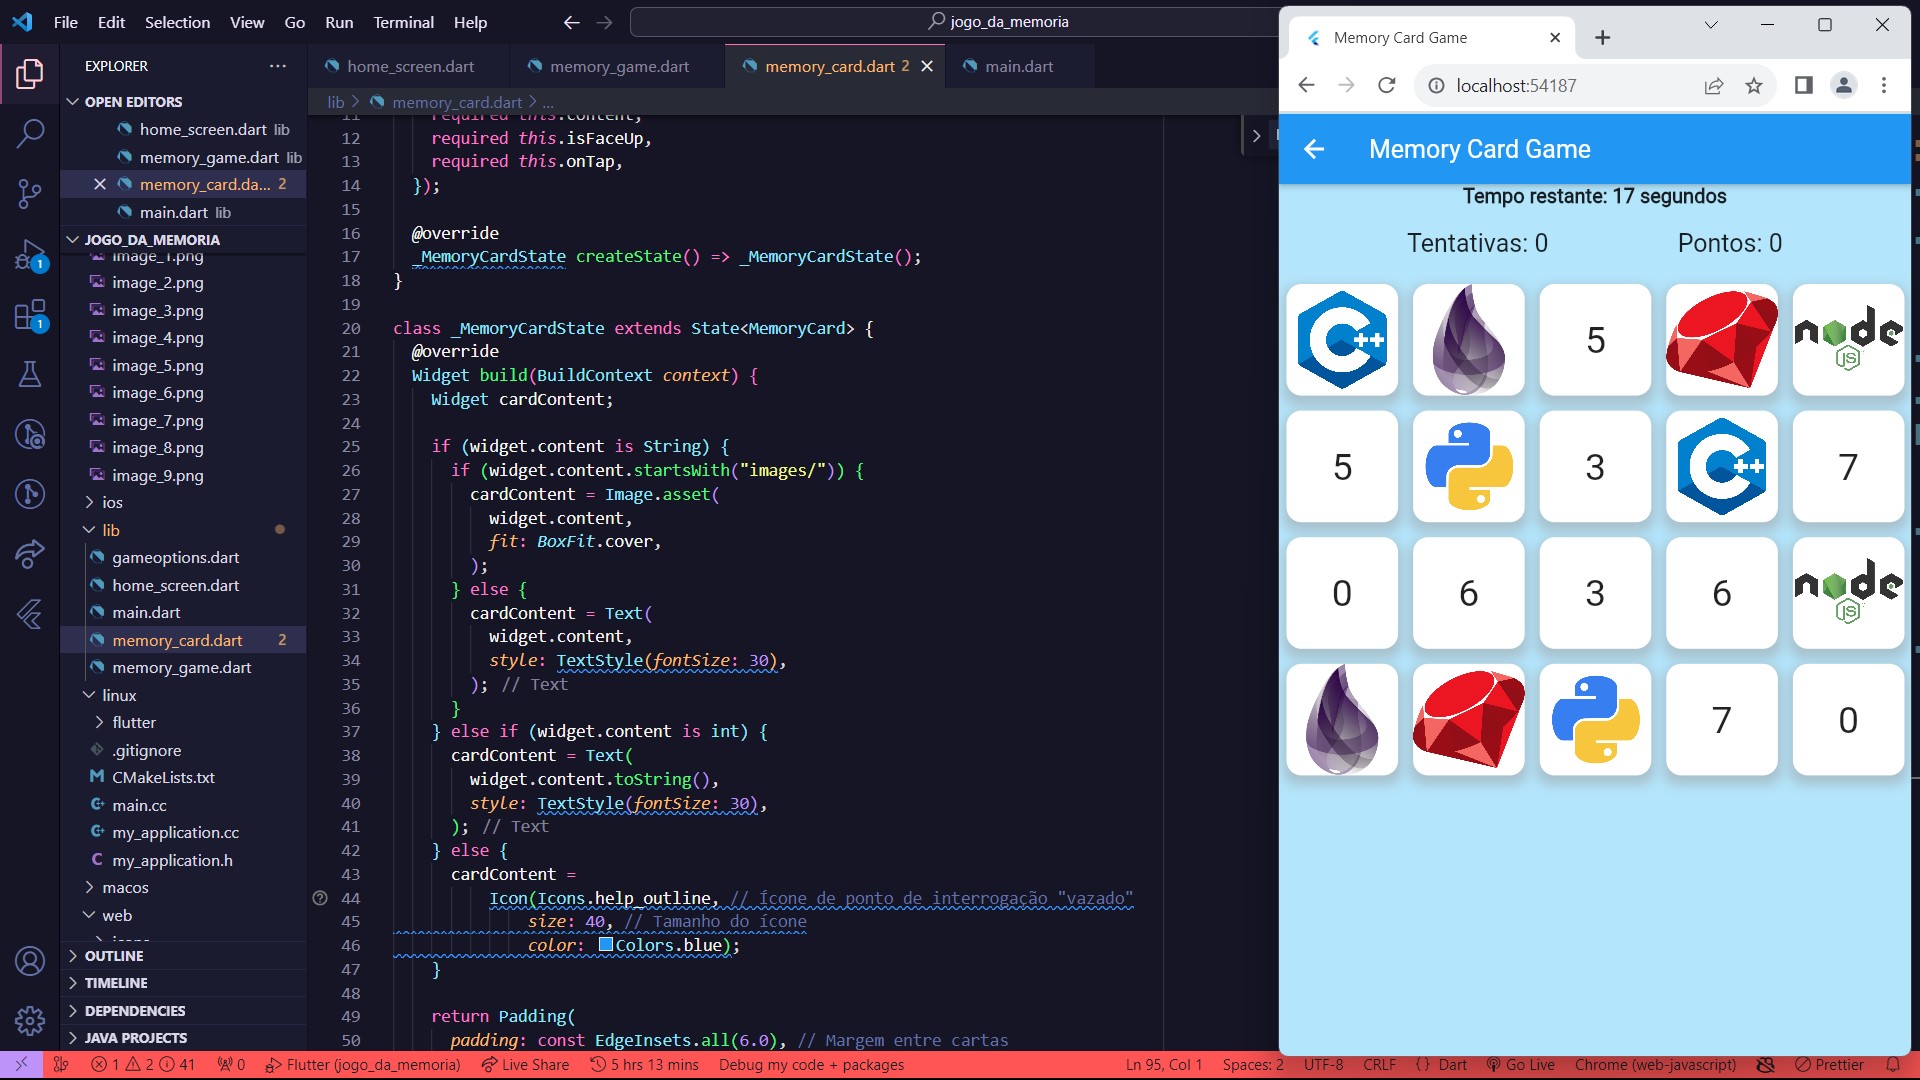 File Edit Selection View Go Run Terminal Help
jogo_da_memoria
EXPLORER
OPEN EDITORS
home_screen.dart lib
memory_game.dart lib
memory_card.da... 2
main.dart lib
JOGO_DA_MEMORIA
image_1.png
image_2.png
image_3.png
image_4.png
image_5.png
image_6.png
image_7.png
image_8.png
image_9.png
ios
lib
gameoptions.dart
home_screen.dart
main.dart
memory_card.dart 2
memory_game.dart
linux
flutter
.gitignore
CMakeLists.txt
main.cc
my_application.cc
my_application.h
macos
web
OUTLINE
TIMELINE
DEPENDENCIES
JAVA PROJECTS
1
1
home_screen.dart
memory_game.dart
memory_card.dart 2
main.dart
lib > memory_card.dart > ...
11 required this.content,
12 required this.isFaceUp,
13 required this.onTap,
14 });
15
16 @override
17 _MemoryCardState createState() => _MemoryCardState();
18 }
19
20 class _MemoryCardState extends State<MemoryCard> {
21 @override
22 Widget build(BuildContext context) {
23 Widget cardContent;
24
25 if (widget.content is String) {
26 if (widget.content.startsWith("images/")) {
27 cardContent = Image.asset(
28 widget.content,
29 fit: BoxFit.cover,
30 );
31 } else {
32 cardContent = Text(
33 widget.content,
34 style: TextStyle(fontSize: 30),
35 ); // Text
36 }
37 } else if (widget.content is int) {
38 cardContent = Text(
39 widget.content.toString(),
40 style: TextStyle(fontSize: 30),
41 ); // Text
42 } else {
43 cardContent =
44 Icon(Icons.help_outline, // Ícone de ponto de interrogação "vazado"
45 size: 40, // Tamanho do ícone
46 color: Colors.blue);
47 }
48
49 return Padding(
50 padding: const EdgeInsets.all(6.0), // Margem entre cartas
Memory Card Game
localhost:54187
Memory Card Game
Tempo restante: 17 segundos
Tentativas: 0 Pontos: 0
C++ 5 node JS
5 3 C++ 7
0 6 3 6 node JS
7 0
1 2 41 0 Flutter (jogo_da_memoria) Live Share 5 hrs 13 mins Debug my code + packages Ln 95, Col 1 Spaces: 2 UTF-8 CRLF { } Dart Go Live Chrome (web-javascript) Prettier